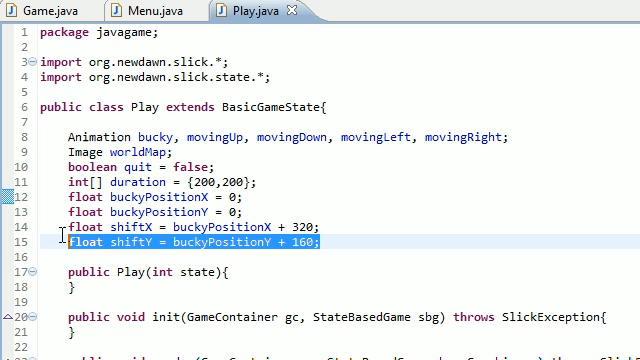 Game.java Menu.java Play.java
1 package javagame;
2
3 import org.newdawn.slick.*;
4 import org.newdawn.slick.state.*;
5
6 public class Play extends BasicGameState{
7
8 Animation bucky, movingUp, movingDown, movingLeft, movingRight;
9 Image worldMap;
10 boolean quit = false;
11 int[] duration = {200,200};
12 float buckyPositionX = 0;
13 float buckyPositionY = 0;
14 float shiftX = buckyPositionX + 320;
15 float shiftY = buckyPositionY + 160;
16
17 public Play(int state){
18 }
19
20 public void init(GameContainer gc, StateBasedGame sbg) throws SlickException{
21 }
22